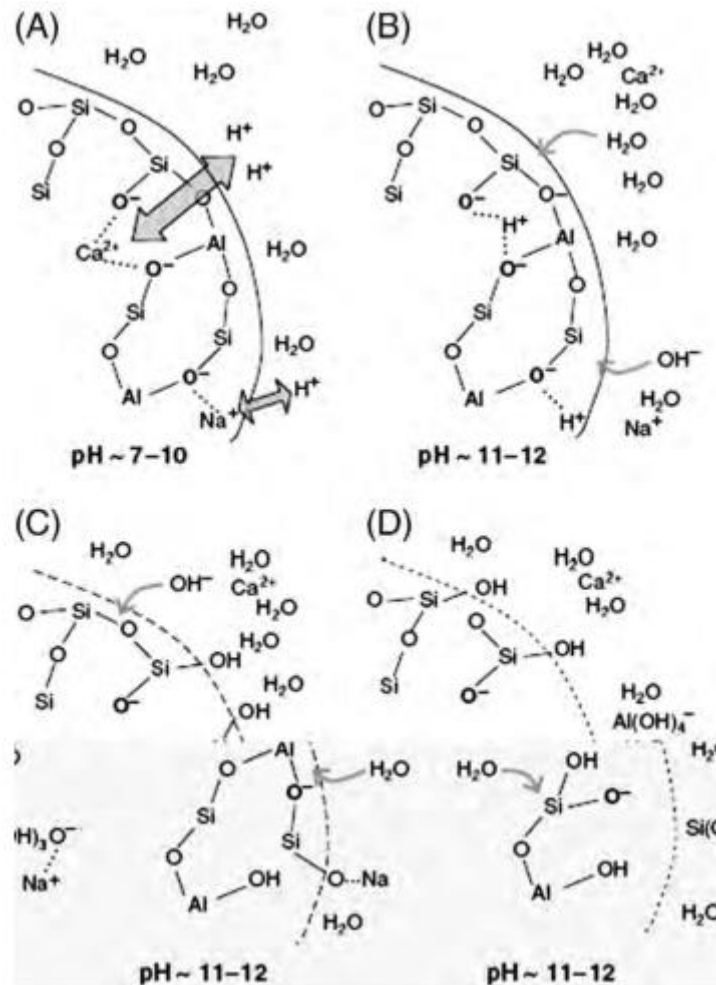 (A)
H₂O
H₂O
H₂O
O
Si
O
H⁺
O
Si
H⁺
Si
O⁻
O
Ca²⁺
O⁻
Al
H₂O
Si
O
O
Si
H₂O
O⁻
Al
Na⁺
H⁺
pH ~ 7–10
(B)
H₂O
H₂O
Ca²⁺
H₂O
O
Si
O
H₂O
O
Si
H₂O
Si
O⁻
O⁻
H⁺
Al
H₂O
O⁻
O
Si
Si
O
OH⁻
O⁻
Al
H₂O
H⁺
Na⁺
pH ~ 11–12
(C)
H₂O
H₂O
OH⁻
Ca²⁺
O
Si
H₂O
O
H₂O
O
Si
OH
H₂O
Si
O⁻
OH
Al
O
H₂O
O⁻
Si
OH)₃O⁻
Si
O
Na⁺
OH
O
Na
Al
H₂O
pH ~ 11–12
(D)
H₂O
H₂O
OH
Ca²⁺
O
Si
H₂O
O
O
Si
OH
Si
O⁻
H₂O
Al(OH)₄⁻
OH
H₂O
Si
O⁻
O
Si(
OH
Al
H₂O
pH ~ 11–12